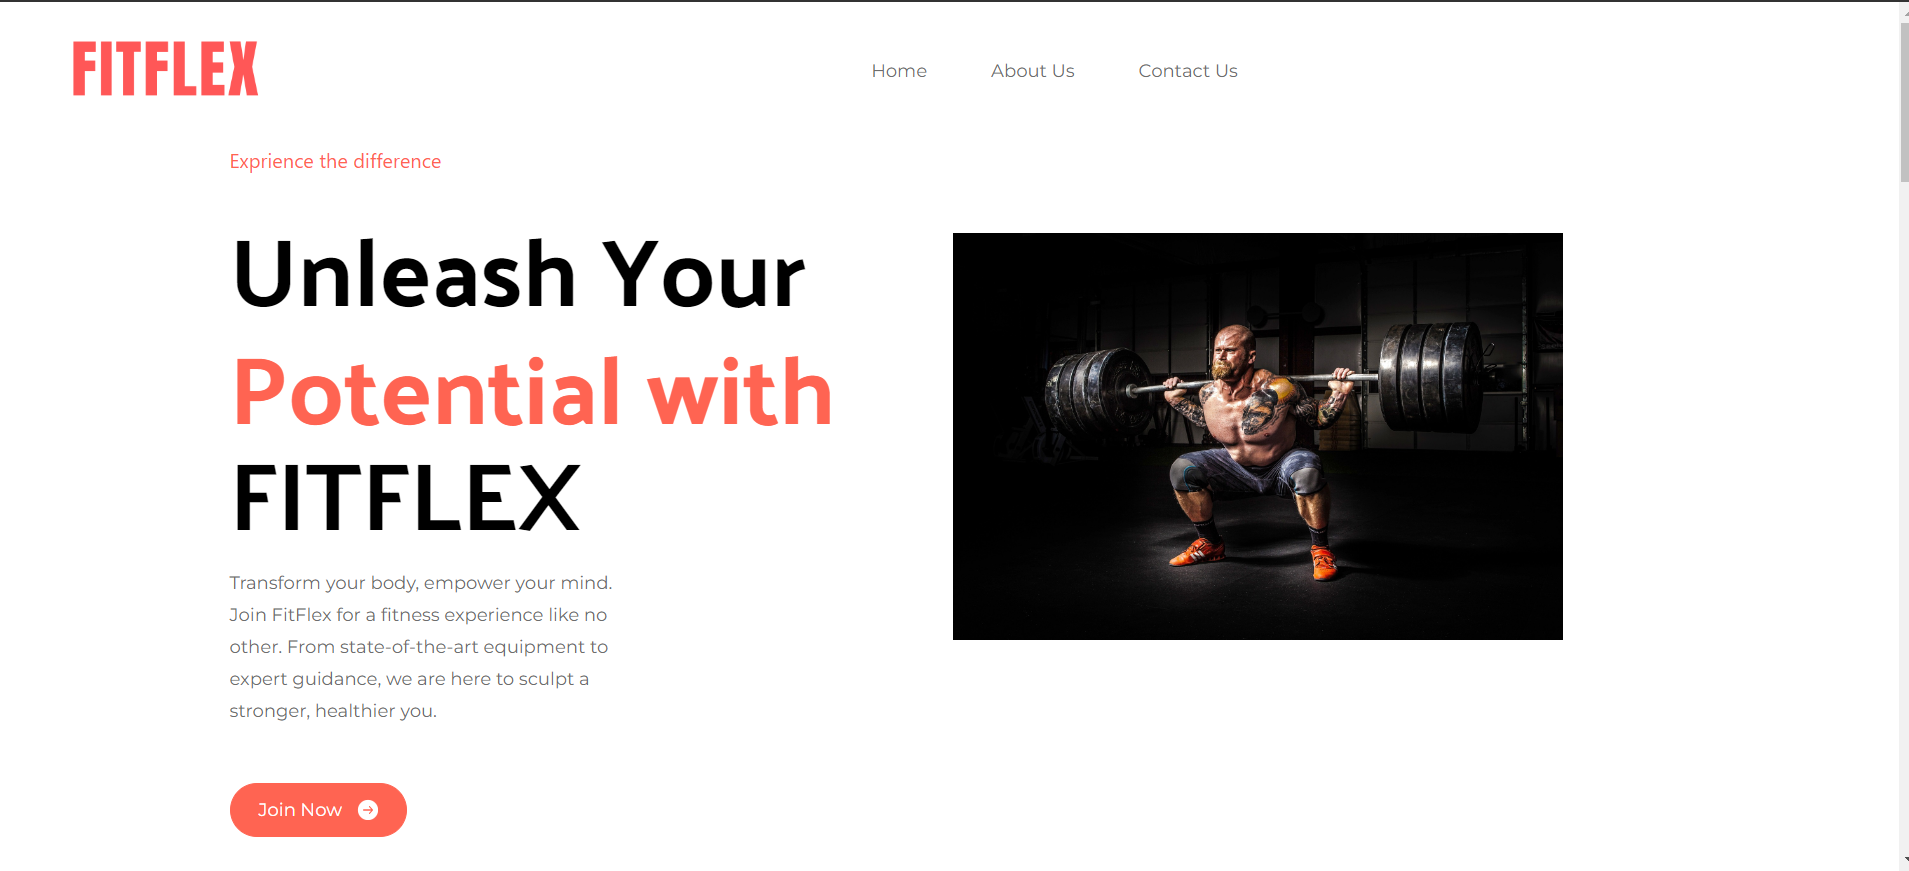 FITFLEX
Home About Us Contact Us
Exprience the difference
Unleash Your
Potential with
FITFLEX
Transform your body, empower your mind.
Join FitFlex for a fitness experience like no
other. From state-of-the-art equipment to
expert guidance, we are here to sculpt a
stronger, healthier you.
Join Now